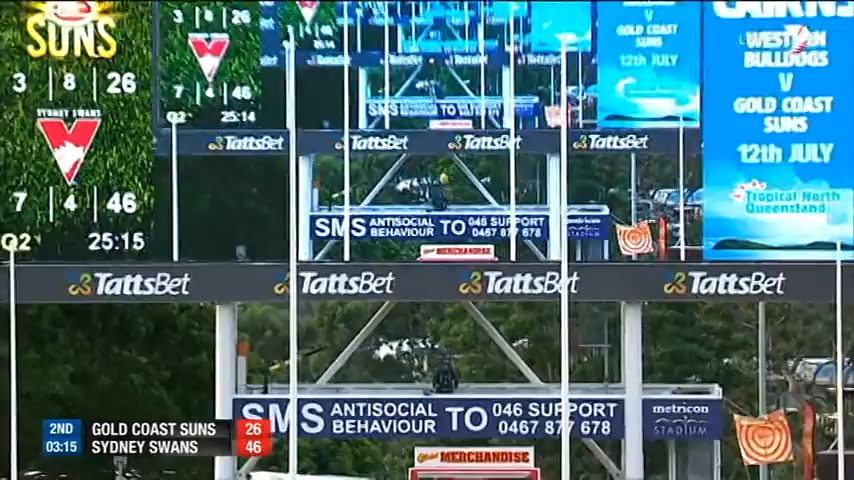 SUNS
3 8 26
SYDNEY SWANS
7 4 46
Q2 25:15
3 8 26
7 4 46
Q2 25:14
GOLD COAST
SUNS
12th JULY
CAIRNS
WESTERN
BULLDOGS
V
GOLD COAST
SUNS
12th JULY
Tropical North
Queensland
TattsBet TattsBet TattsBet
SMS ANTISOCIAL BEHAVIOUR TO 046 SUPPORT 0467 877 678
metricon
STADIUM
MERCHANDISE
TattsBet TattsBet TattsBet TattsBet
SMS ANTISOCIAL BEHAVIOUR TO 046 SUPPORT 0467 877 678
metricon
STADIUM
Official MERCHANDISE
2ND GOLD COAST SUNS 26
03:15 SYDNEY SWANS 46